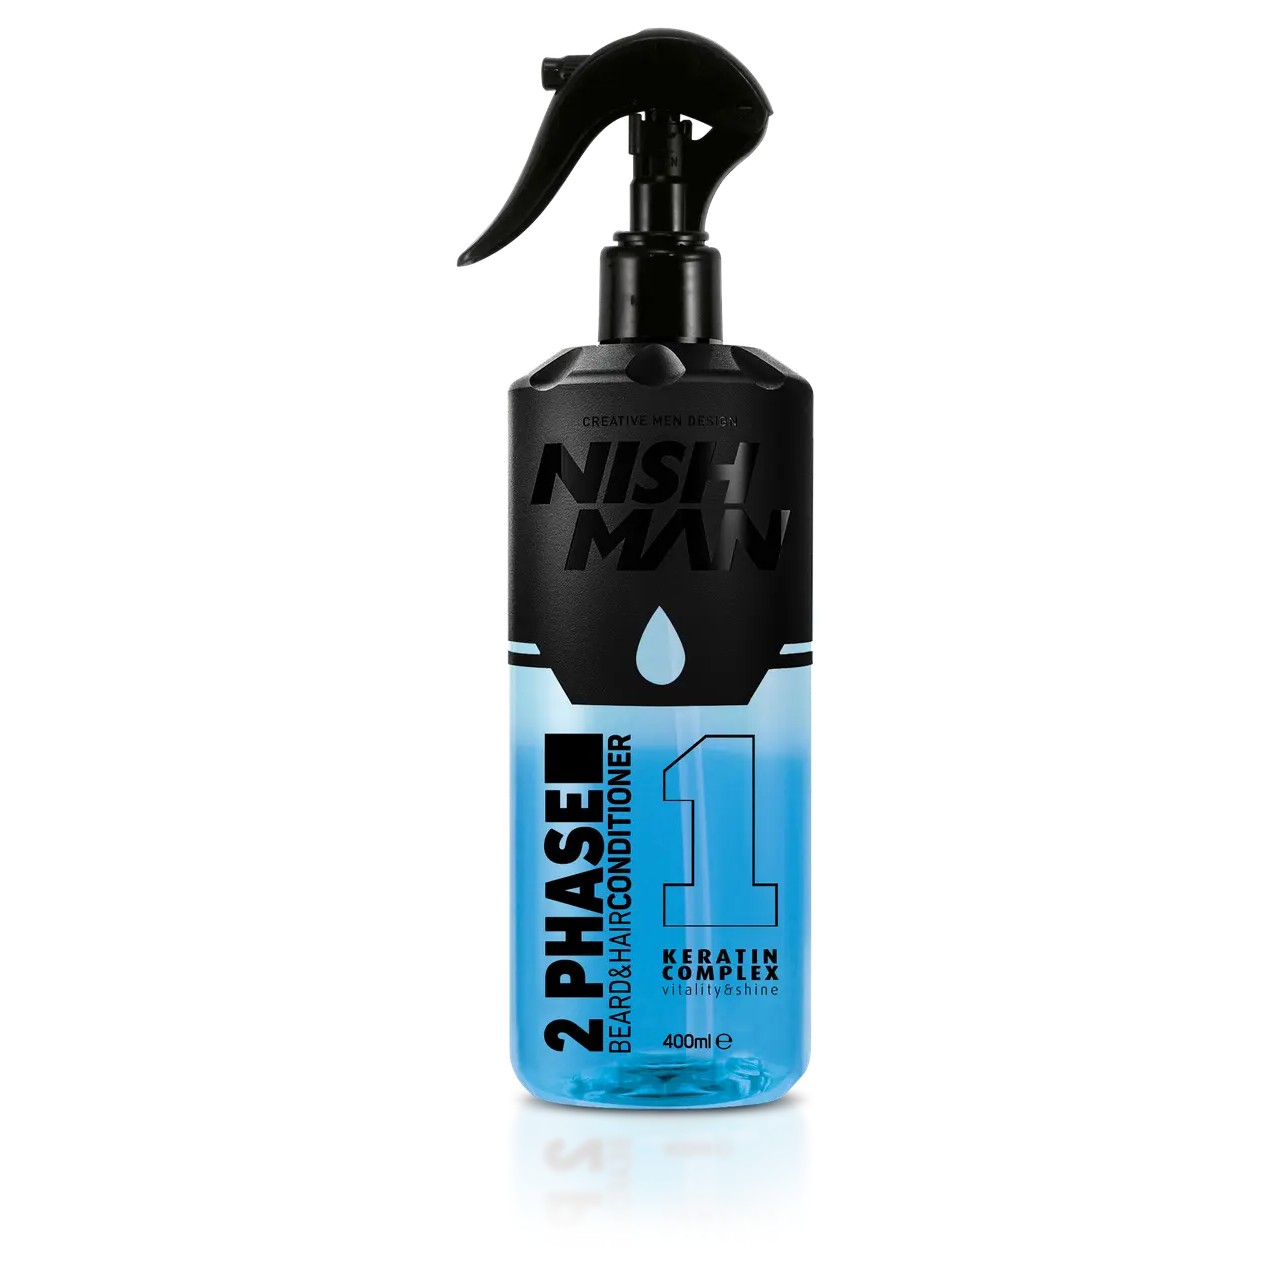 CREATIVE MEN DESIGN
NISH
MAN
2 PHASE
BEARD&HAIRCONDITIONER
1
KERATIN
COMPLEX
vitality&shine
400ml ℮